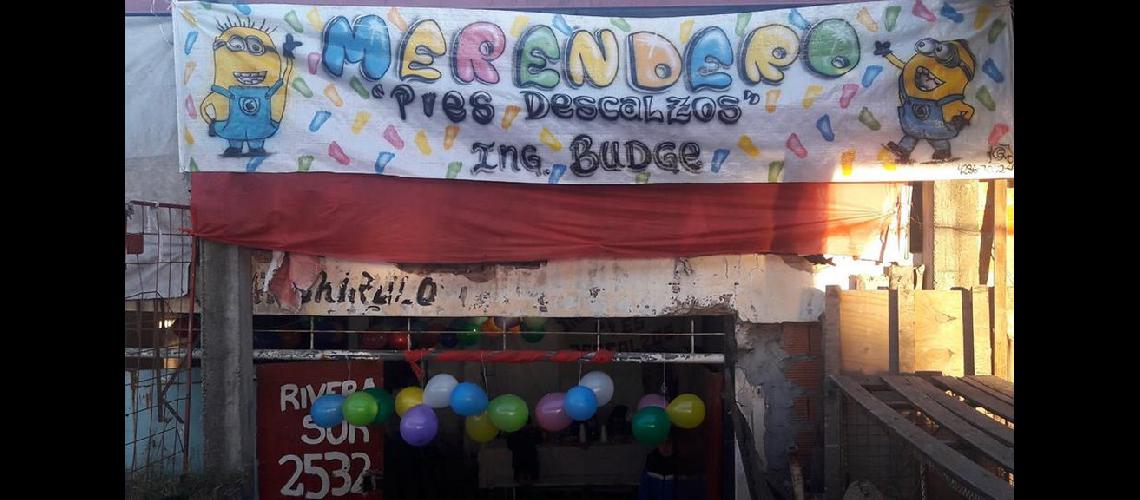 MERENDERO
"Pies Descalzos"
Ing. BUDGE
RIVERA
SUR
2532